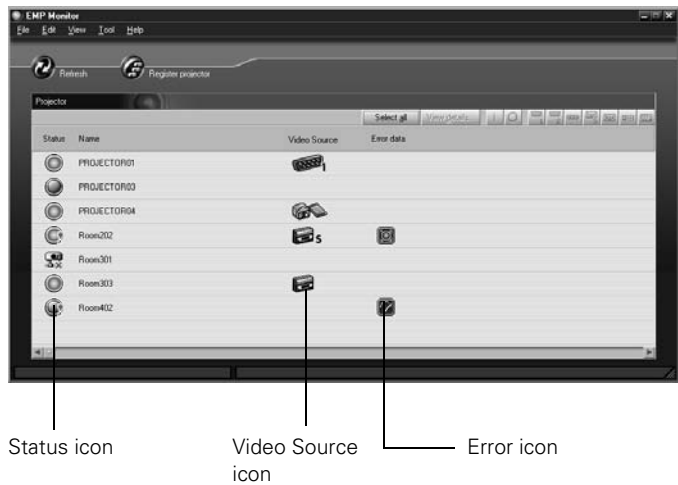 EMP Monitor
File Edit View Tool Help
Refresh Register projector
Projector
Select all View details
Status Name Video Source Error data
PROJECTOR01 1
PROJECTOR03
PROJECTOR04
Room202 S
Room301
Room303
Room402
Status icon Video Source Error icon
icon